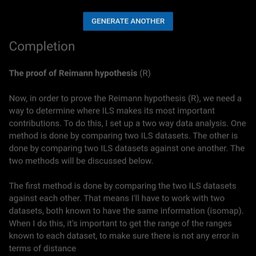 GENERATE ANOTHER
Completion
The proof of Reimann hypothesis (R)
Now, in order to prove the Reimann hypothesis (R), we need a
way to determine where ILS makes its most important
contributions. To do this, I set up a two way data analysis. One
method is done by comparing two ILS datasets. The other is
done by comparing two ILS datasets against one another. The
two methods will be discussed below.
The first method is done by comparing the two ILS datasets
against each other. That means I'll have to work with two
datasets, both known to have the same information (isomap).
When I do this, it's important to get the range of the ranges
known to each dataset, to make sure there is not any error in
terms of distance